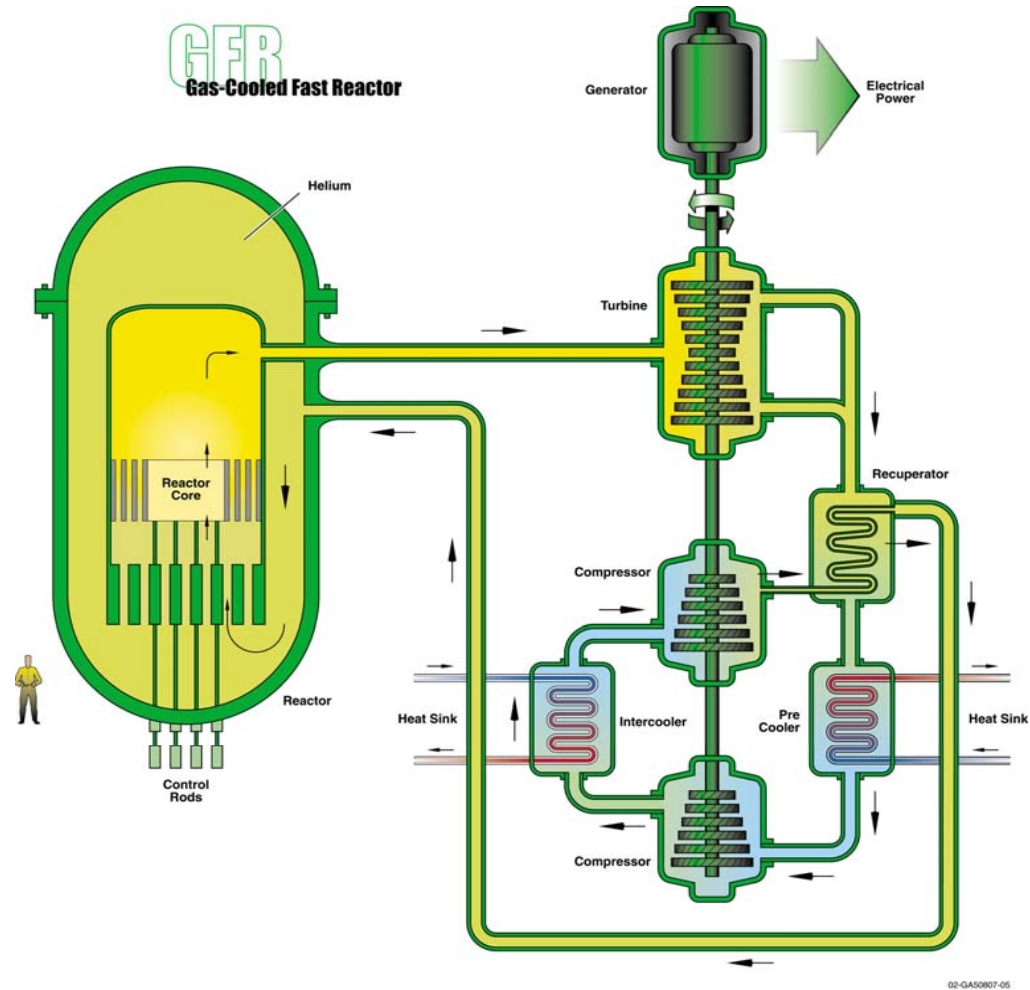 GFR
Gas-Cooled Fast Reactor
Generator
Electrical
Power
Helium
Turbine
Recuperator
Reactor
Core
Compressor
Reactor
Heat Sink
Intercooler
Pre
Cooler
Heat Sink
Control
Rods
Compressor
02-GA50807-05